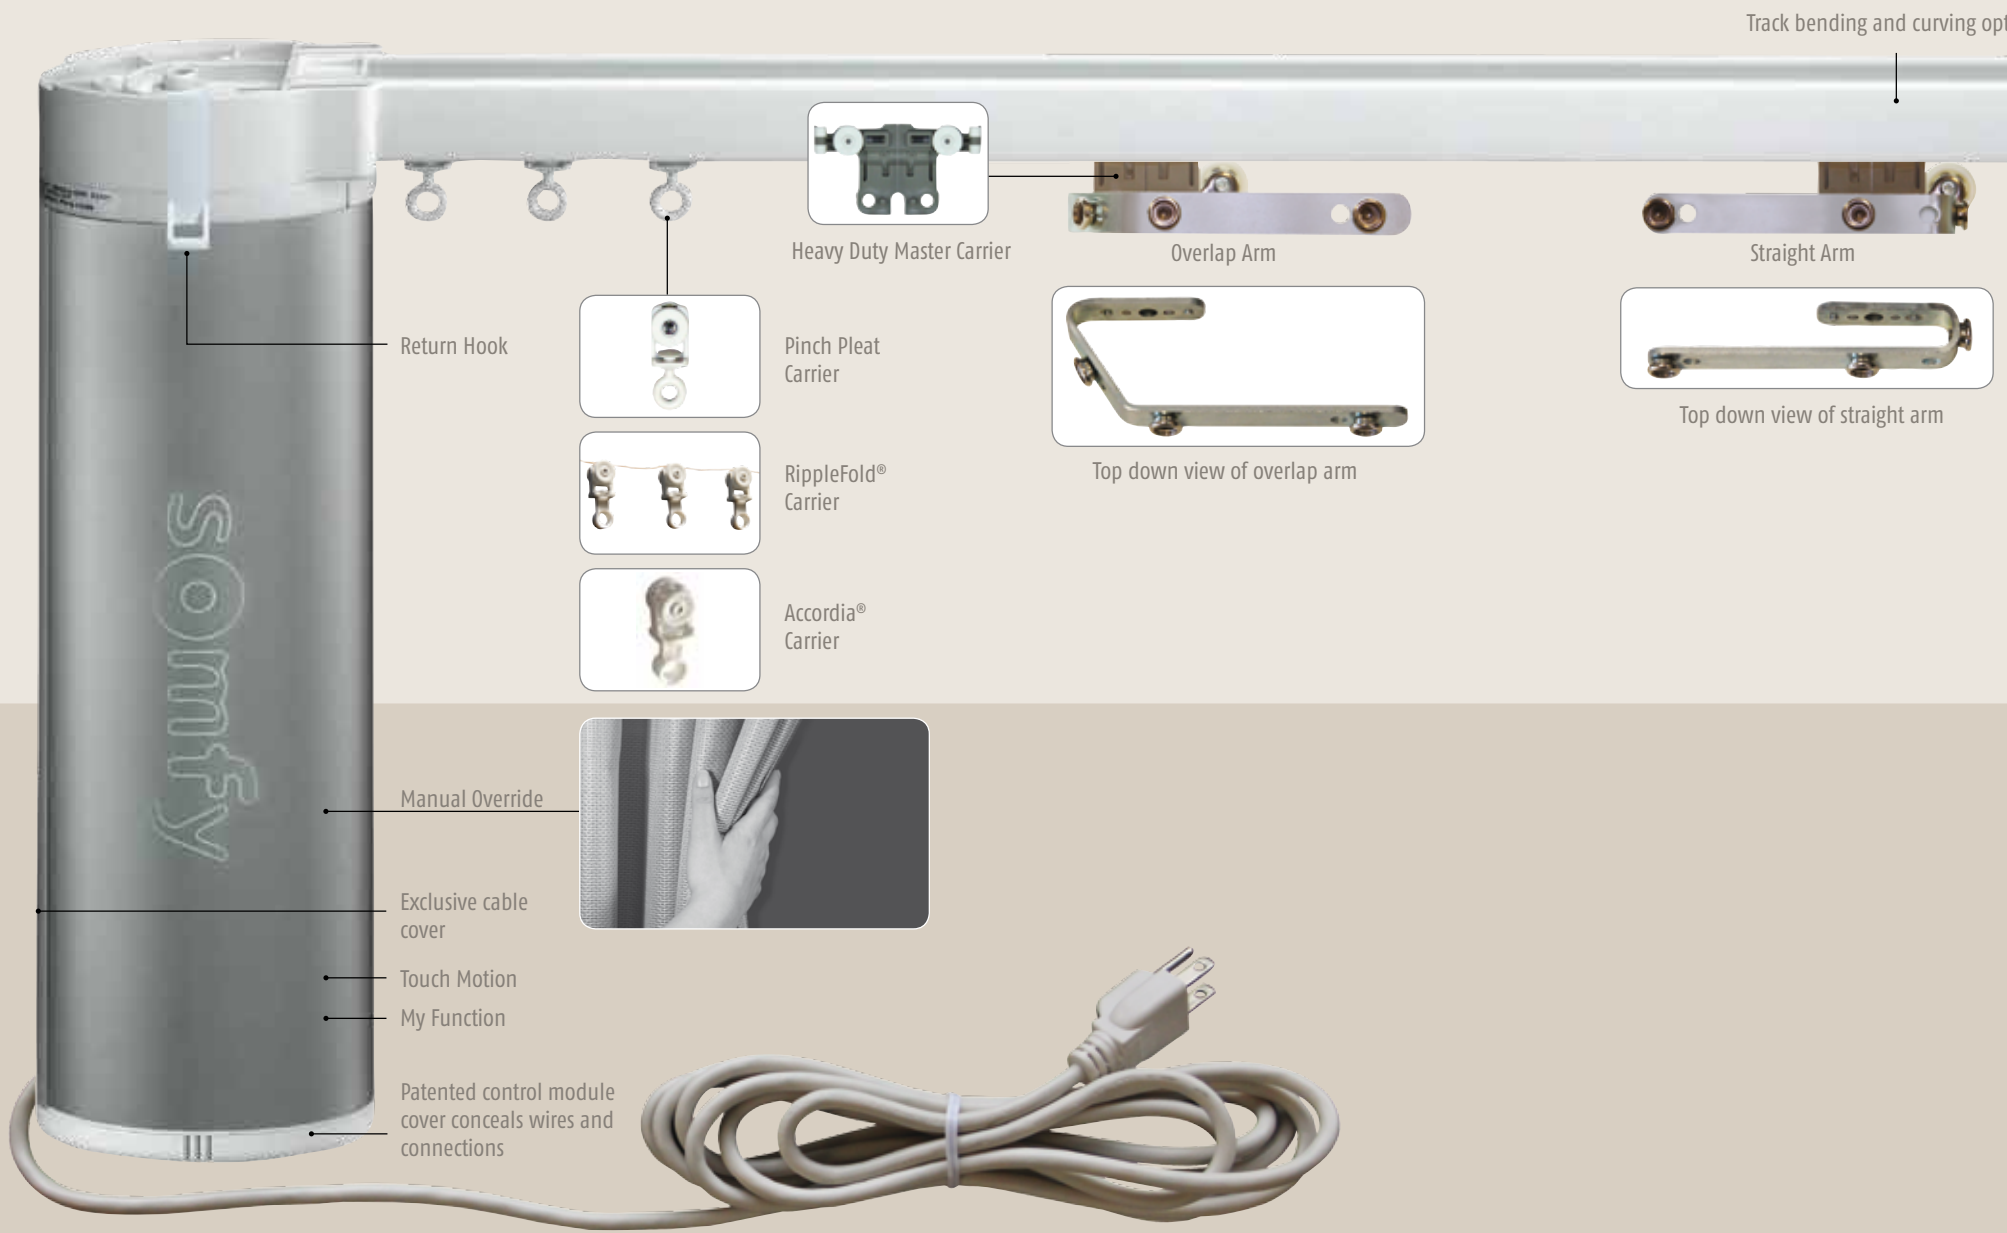 Track bending and curving opt
Heavy Duty Master Carrier
Overlap Arm
Straight Arm
Return Hook
Pinch Pleat
Carrier
Top down view of straight arm
RippleFold®
Carrier
Top down view of overlap arm
Accordia®
Carrier
somfy
Manual Override
Exclusive cable
cover
Touch Motion
My Function
Patented control module
cover conceals wires and
connections